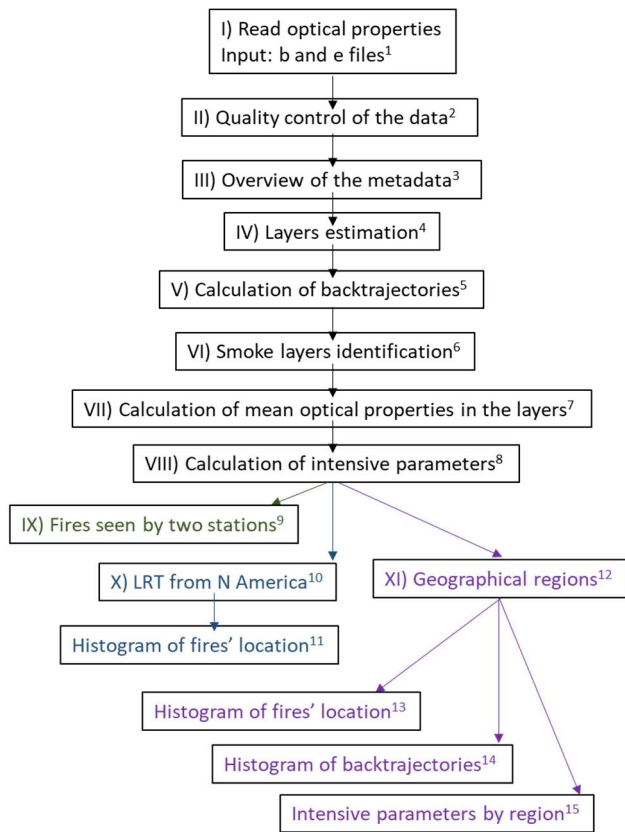 I) Read optical properties
Input: b and e files¹
II) Quality control of the data²
III) Overview of the metadata³
IV) Layers estimation⁴
V) Calculation of backtrajectories⁵
VI) Smoke layers identification⁶
VII) Calculation of mean optical properties in the layers⁷
VIII) Calculation of intensive parameters⁸
IX) Fires seen by two stations⁹
X) LRT from N America¹⁰
XI) Geographical regions¹²
Histogram of fires’ location¹¹
Histogram of fires’ location¹³
Histogram of backtrajectories¹⁴
Intensive parameters by region¹⁵